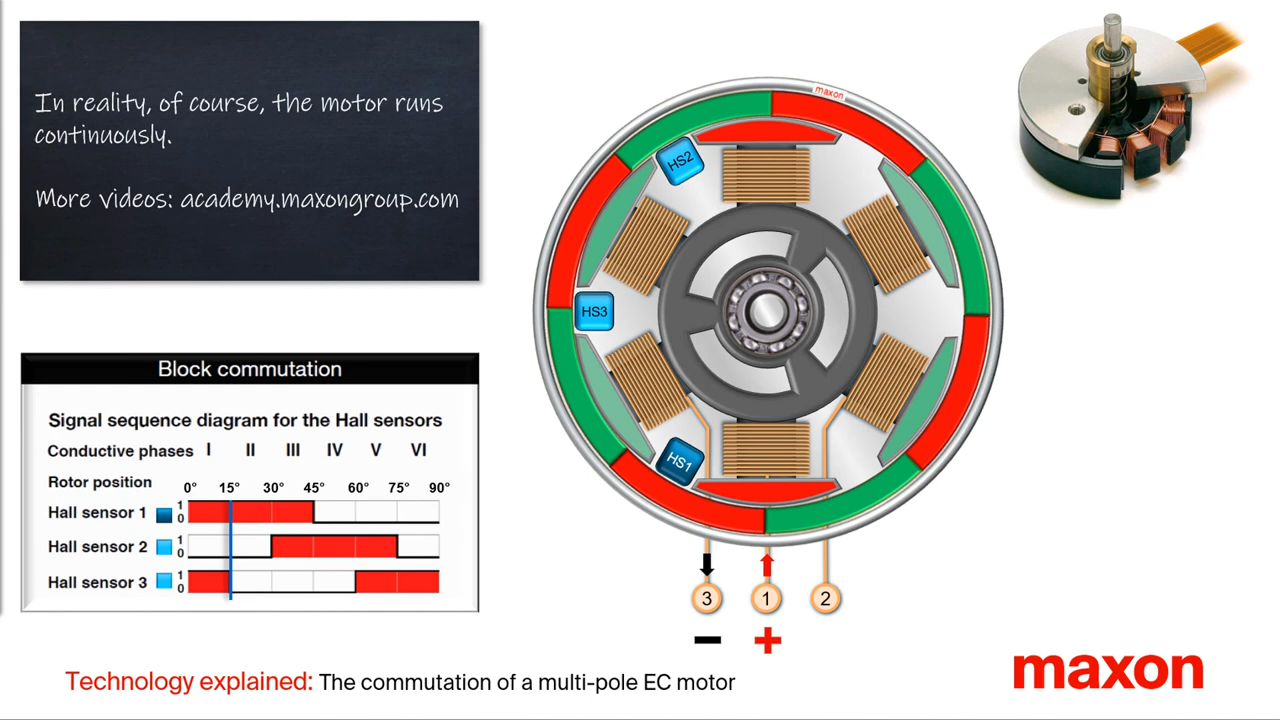 In reality, of course, the motor runs
continuously.
More videos: academy.maxongroup.com
maxon
HS2
HS3
HS1
Block commutation
Signal sequence diagram for the Hall sensors
Conductive phases I II III IV V VI
Rotor position
0° 15° 30° 45° 60° 75° 90°
Hall sensor 1 1 0
Hall sensor 2 1 0
Hall sensor 3 1 0
3 1 2
− +
Technology explained: The commutation of a multi-pole EC motor
maxon